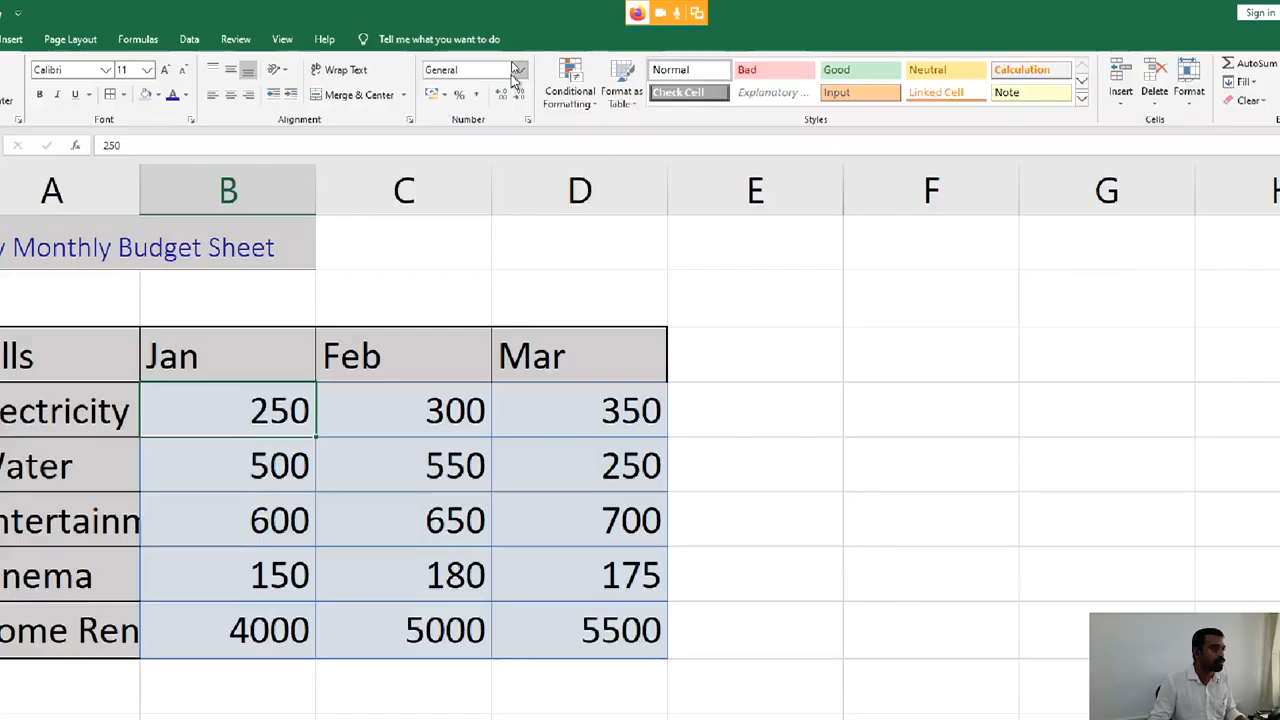 Sign in
Insert Page Layout Formulas Data Review View Help Tell me what you want to do
Calibri 11 Wrap Text General Normal Bad Good Neutral Calculation AutoSum
B I U Merge & Center % Conditional Formatting Format as Table Check Cell Explanatory ... Input Linked Cell Note Insert Delete Format Fill Clear
Font Alignment Number Styles Cells
fx 250
A B C D E F G H
y Monthly Budget Sheet
lls Jan Feb Mar
ectricity 250 300 350
Water 500 550 250
ntertainm 600 650 700
nema 150 180 175
ome Ren 4000 5000 5500